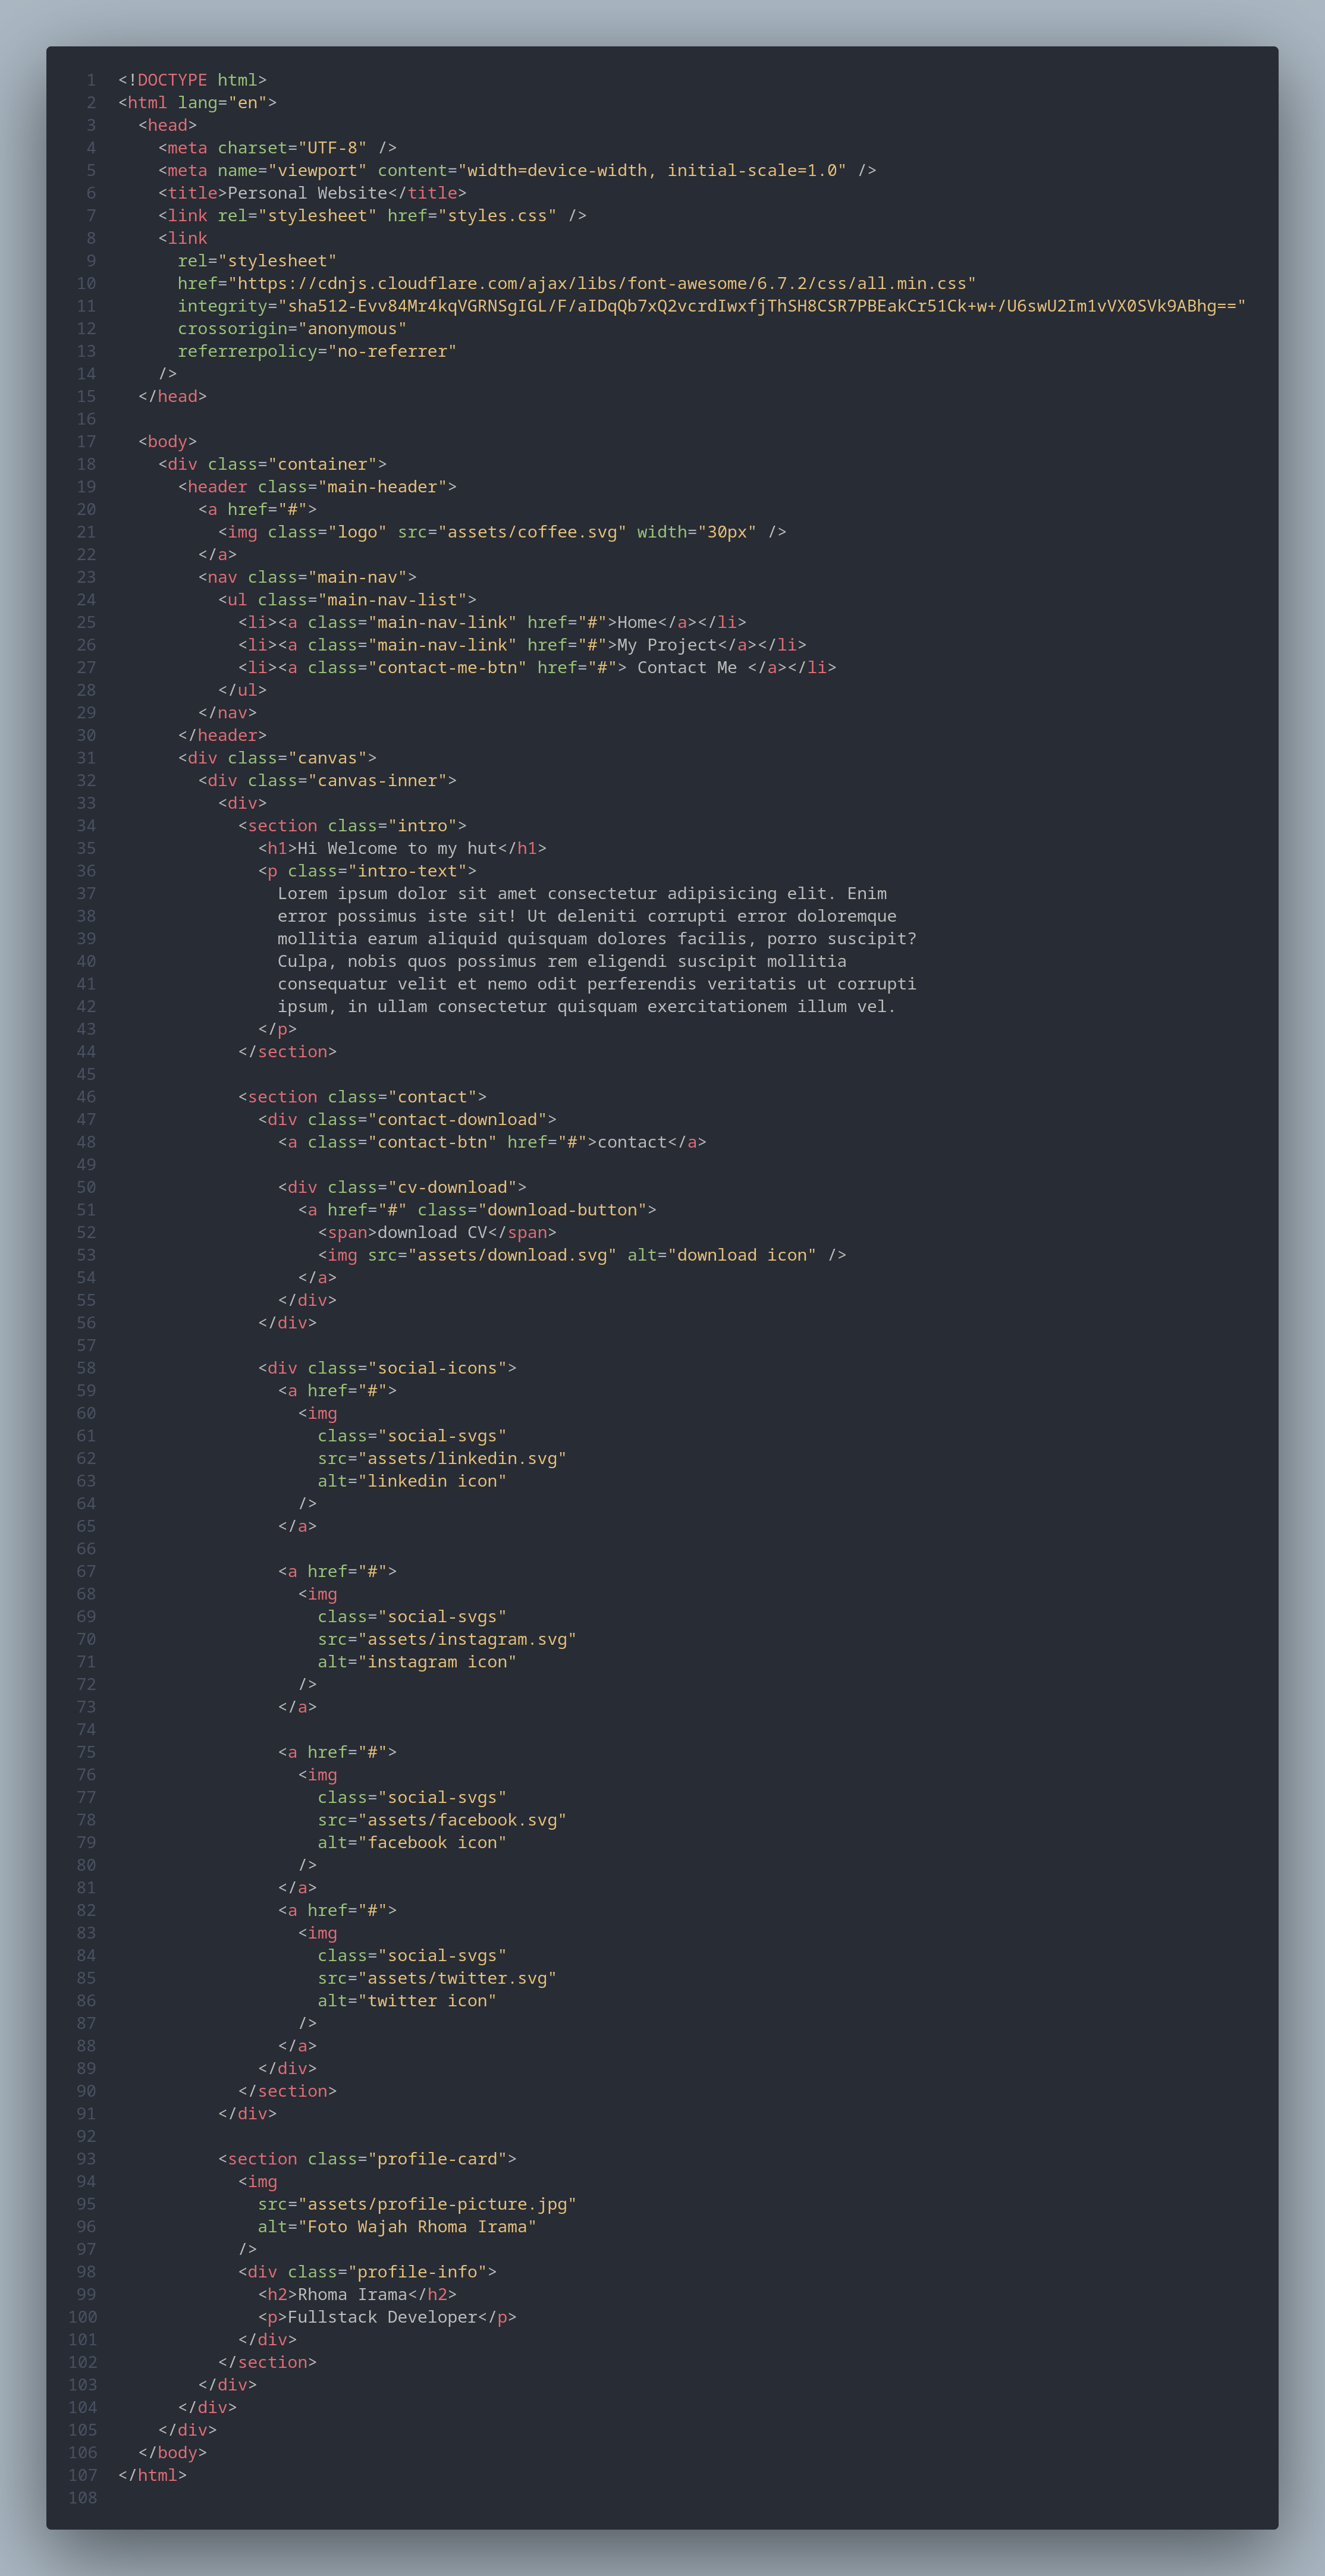 1 <!DOCTYPE html>
2 <html lang="en">
3   <head>
4     <meta charset="UTF-8" />
5     <meta name="viewport" content="width=device-width, initial-scale=1.0" />
6     <title>Personal Website</title>
7     <link rel="stylesheet" href="styles.css" />
8     <link
9       rel="stylesheet"
10       href="https://cdnjs.cloudflare.com/ajax/libs/font-awesome/6.7.2/css/all.min.css"
11       integrity="sha512-Evv84Mr4kqVGRNSgIGL/F/aIDqQb7xQ2vcrdIwxfjThSH8CSR7PBEakCr51Ck+w+/U6swU2Im1vVX0SVk9ABhg=="
12       crossorigin="anonymous"
13       referrerpolicy="no-referrer"
14     />
15   </head>
16
17   <body>
18     <div class="container">
19       <header class="main-header">
20         <a href="#">
21           <img class="logo" src="assets/coffee.svg" width="30px" />
22         </a>
23         <nav class="main-nav">
24           <ul class="main-nav-list">
25             <li><a class="main-nav-link" href="#">Home</a></li>
26             <li><a class="main-nav-link" href="#">My Project</a></li>
27             <li><a class="contact-me-btn" href="#"> Contact Me </a></li>
28           </ul>
29         </nav>
30       </header>
31       <div class="canvas">
32         <div class="canvas-inner">
33           <div>
34             <section class="intro">
35               <h1>Hi Welcome to my hut</h1>
36               <p class="intro-text">
37                 Lorem ipsum dolor sit amet consectetur adipisicing elit. Enim
38                 error possimus iste sit! Ut deleniti corrupti error doloremque
39                 mollitia earum aliquid quisquam dolores facilis, porro suscipit?
40                 Culpa, nobis quos possimus rem eligendi suscipit mollitia
41                 consequatur velit et nemo odit perferendis veritatis ut corrupti
42                 ipsum, in ullam consectetur quisquam exercitationem illum vel.
43               </p>
44             </section>
45
46             <section class="contact">
47               <div class="contact-download">
48                 <a class="contact-btn" href="#">contact</a>
49
50                 <div class="cv-download">
51                   <a href="#" class="download-button">
52                     <span>download CV</span>
53                     <img src="assets/download.svg" alt="download icon" />
54                   </a>
55                 </div>
56               </div>
57
58               <div class="social-icons">
59                 <a href="#">
60                   <img
61                     class="social-svgs"
62                     src="assets/linkedin.svg"
63                     alt="linkedin icon"
64                   />
65                 </a>
66
67                 <a href="#">
68                   <img
69                     class="social-svgs"
70                     src="assets/instagram.svg"
71                     alt="instagram icon"
72                   />
73                 </a>
74
75                 <a href="#">
76                   <img
77                     class="social-svgs"
78                     src="assets/facebook.svg"
79                     alt="facebook icon"
80                   />
81                 </a>
82                 <a href="#">
83                   <img
84                     class="social-svgs"
85                     src="assets/twitter.svg"
86                     alt="twitter icon"
87                   />
88                 </a>
89               </div>
90             </section>
91           </div>
92
93           <section class="profile-card">
94             <img
95               src="assets/profile-picture.jpg"
96               alt="Foto Wajah Rhoma Irama"
97             />
98             <div class="profile-info">
99               <h2>Rhoma Irama</h2>
100               <p>Fullstack Developer</p>
101             </div>
102           </section>
103         </div>
104       </div>
105     </div>
106   </body>
107 </html>
108